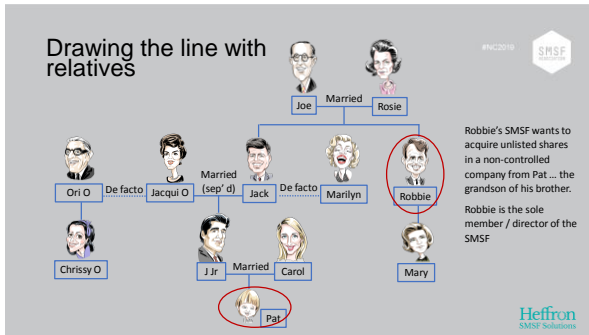 Drawing the line with
relatives
#NC2019
SMSF
ASSOCIATION
Joe
Married
Rosie
Ori O
De facto
Jacqui O
Married
(sep' d)
Jack
De facto
Marilyn
Robbie
Robbie's SMSF wants to
acquire unlisted shares
in a non-controlled
company from Pat ... the
grandson of his brother.
Robbie is the sole
member / director of the
SMSF
Chrissy O
J Jr
Married
Carol
Mary
Pat
Heffron
SMSF Solutions